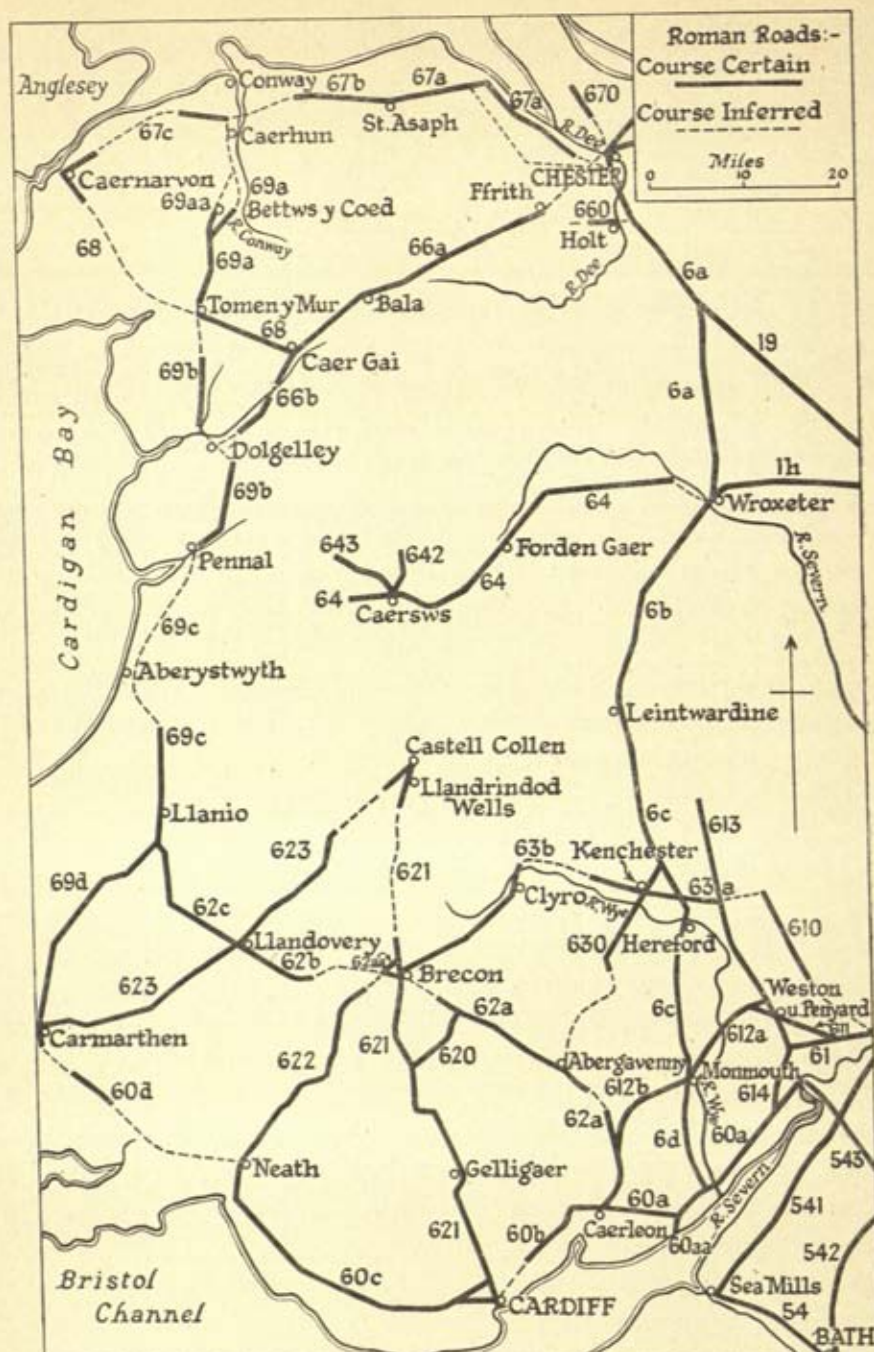 Roman Roads:-
Course Certain
Course Inferred
Miles
0 10 20
Anglesey
Conway
67b
67a
67a
670
R. Dee
St. Asaph
67c
Caerhun
CHESTER
Caernarvon
69a
69aa
Bettws y Coed
R. Conway
Ffrith
660
Holt
R. Dee
68
69a
66a
6a
Tomen y Mur
Bala
19
68
Caer Gai
69b
66b
6a
Dolgelley
69b
1h
Wroxeter
64
Cardigan Bay
Pennal
643
642
Forden Gaer
64
64
Caersws
R. Severn
6b
69c
Aberystwyth
Leintwardine
69c
Castell Collen
Llandrindod
Wells
Llanio
6c
613
623
63b
Kenchester
621
63a
69d
Clyro
R. Wye
610
62c
630
Hereford
Llandovery
62b
Brecon
Weston
u. Penyard
623
62a
6c
612a
611
61
Carmarthen
622
621
620
Abergavenny
Monmouth
612b
R. Wye
614
60d
62a
6d
60a
543
Neath
Gelligaer
60a
R. Severn
541
621
60b
Caerleon
60aa
542
Bristol
Channel
60c
Sea Mills
CARDIFF
54
BATH